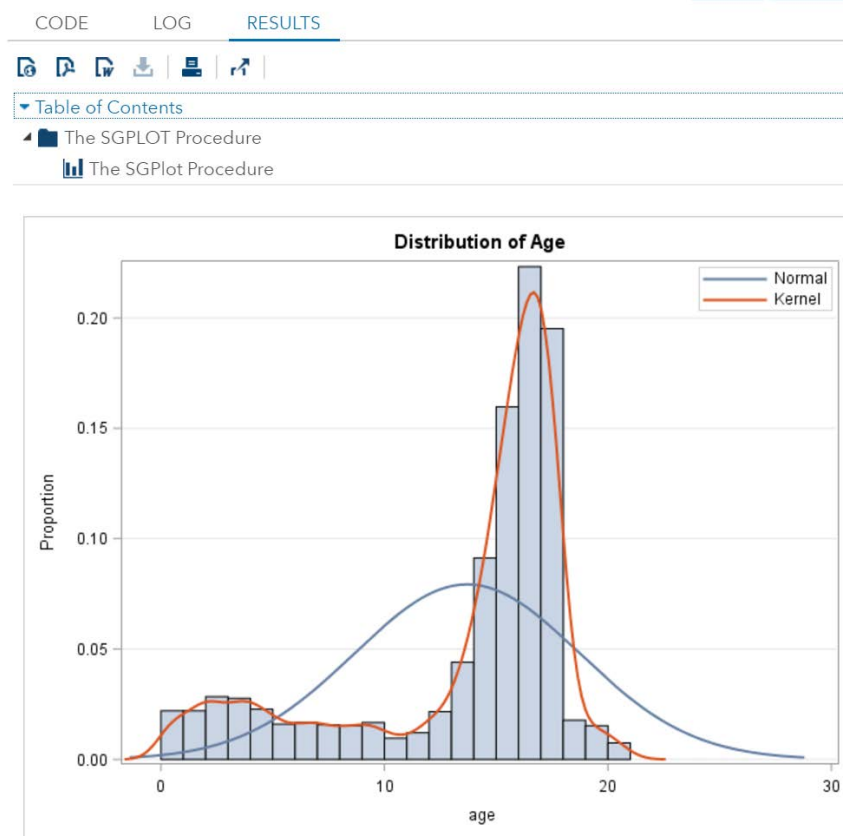 CODE LOG RESULTS
Table of Contents
The SGPLOT Procedure
The SGPlot Procedure
Distribution of Age
Normal
Kernel
0.20
0.15
0.10
0.05
0.00
Proportion
0 10 20 30
age